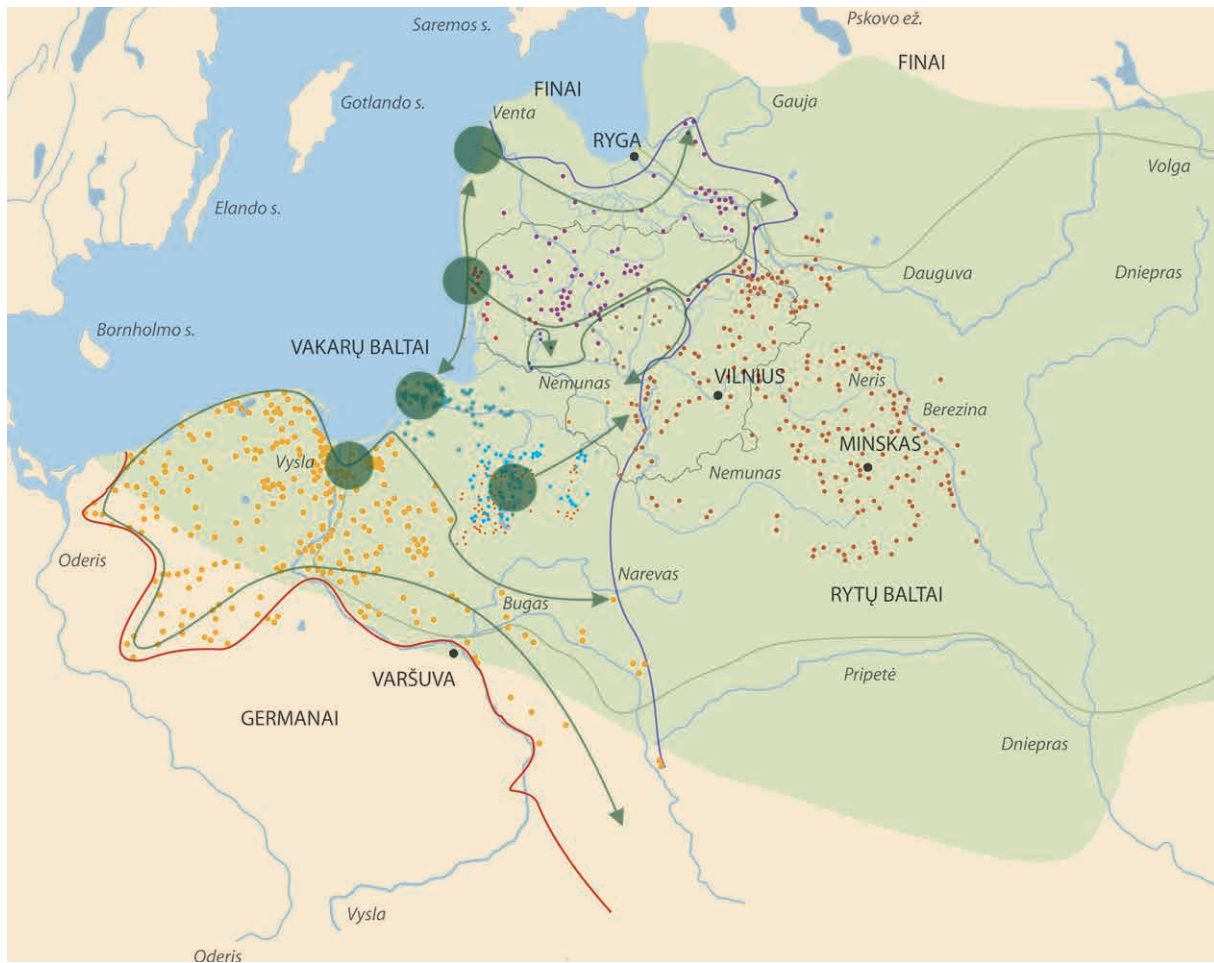 Saremos s.
Pskovo ež.
FINAI
Gotlando s.
FINAI
Gauja
Venta
RYGA
Volga
Elando s.
Dauguva
Dniepras
Bornholmo s.
VAKARŲ BALTAI
Nemunas
VILNIUS
Neris
Berezina
MINSKAS
Vysla
Nemunas
Oderis
Narevas
RYTŲ BALTAI
Bugas
Pripetė
VARŠUVA
GERMANAI
Dniepras
Vysla
Oderis